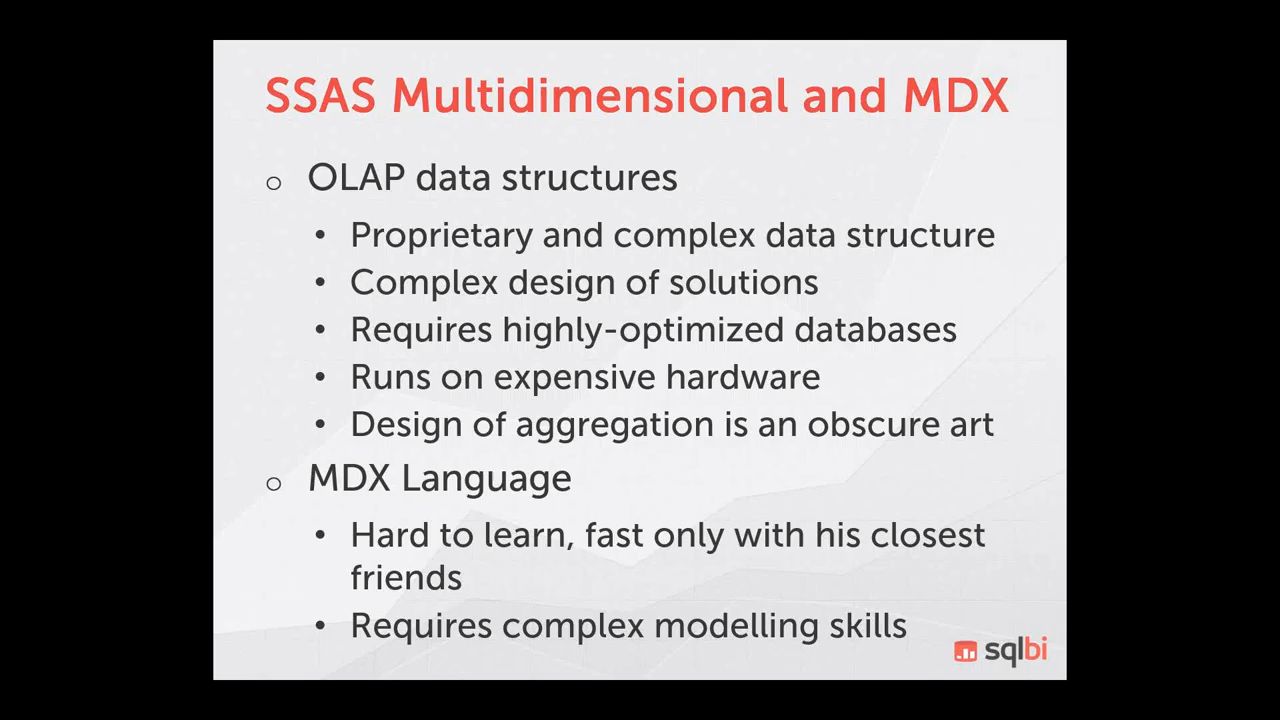 SSAS Multidimensional and MDX
o OLAP data structures
• Proprietary and complex data structure
• Complex design of solutions
• Requires highly-optimized databases
• Runs on expensive hardware
• Design of aggregation is an obscure art
o MDX Language
• Hard to learn, fast only with his closest
friends
• Requires complex modelling skills
sqlbi